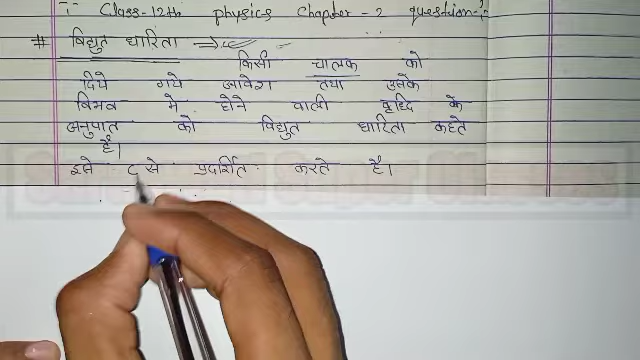 Class-12th physics Chapter-2 question
# विद्युत धारिता
किसी चालक को
दिये गये आवेश तथा उसके
विभव मे होने वाली वृद्धि के
अनुपात को विद्युत धारिता कहते
है।
इसे C से प्रदर्शित करते है।